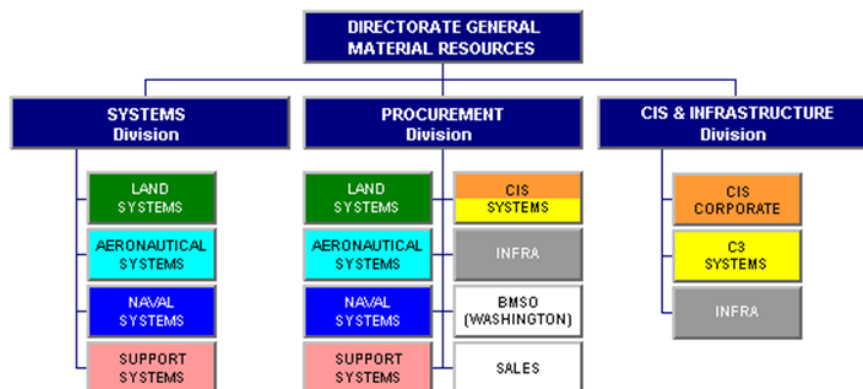 DIRECTORATE GENERAL
MATERIAL RESOURCES
SYSTEMS
Division
PROCUREMENT
Division
CIS & INFRASTRUCTURE
Division
LAND
SYSTEMS
AERONAUTICAL
SYSTEMS
NAVAL
SYSTEMS
SUPPORT
SYSTEMS
LAND
SYSTEMS
AERONAUTICAL
SYSTEMS
NAVAL
SYSTEMS
SUPPORT
SYSTEMS
CIS
SYSTEMS
INFRA
BMSO
(WASHINGTON)
SALES
CIS
CORPORATE
C3
SYSTEMS
INFRA